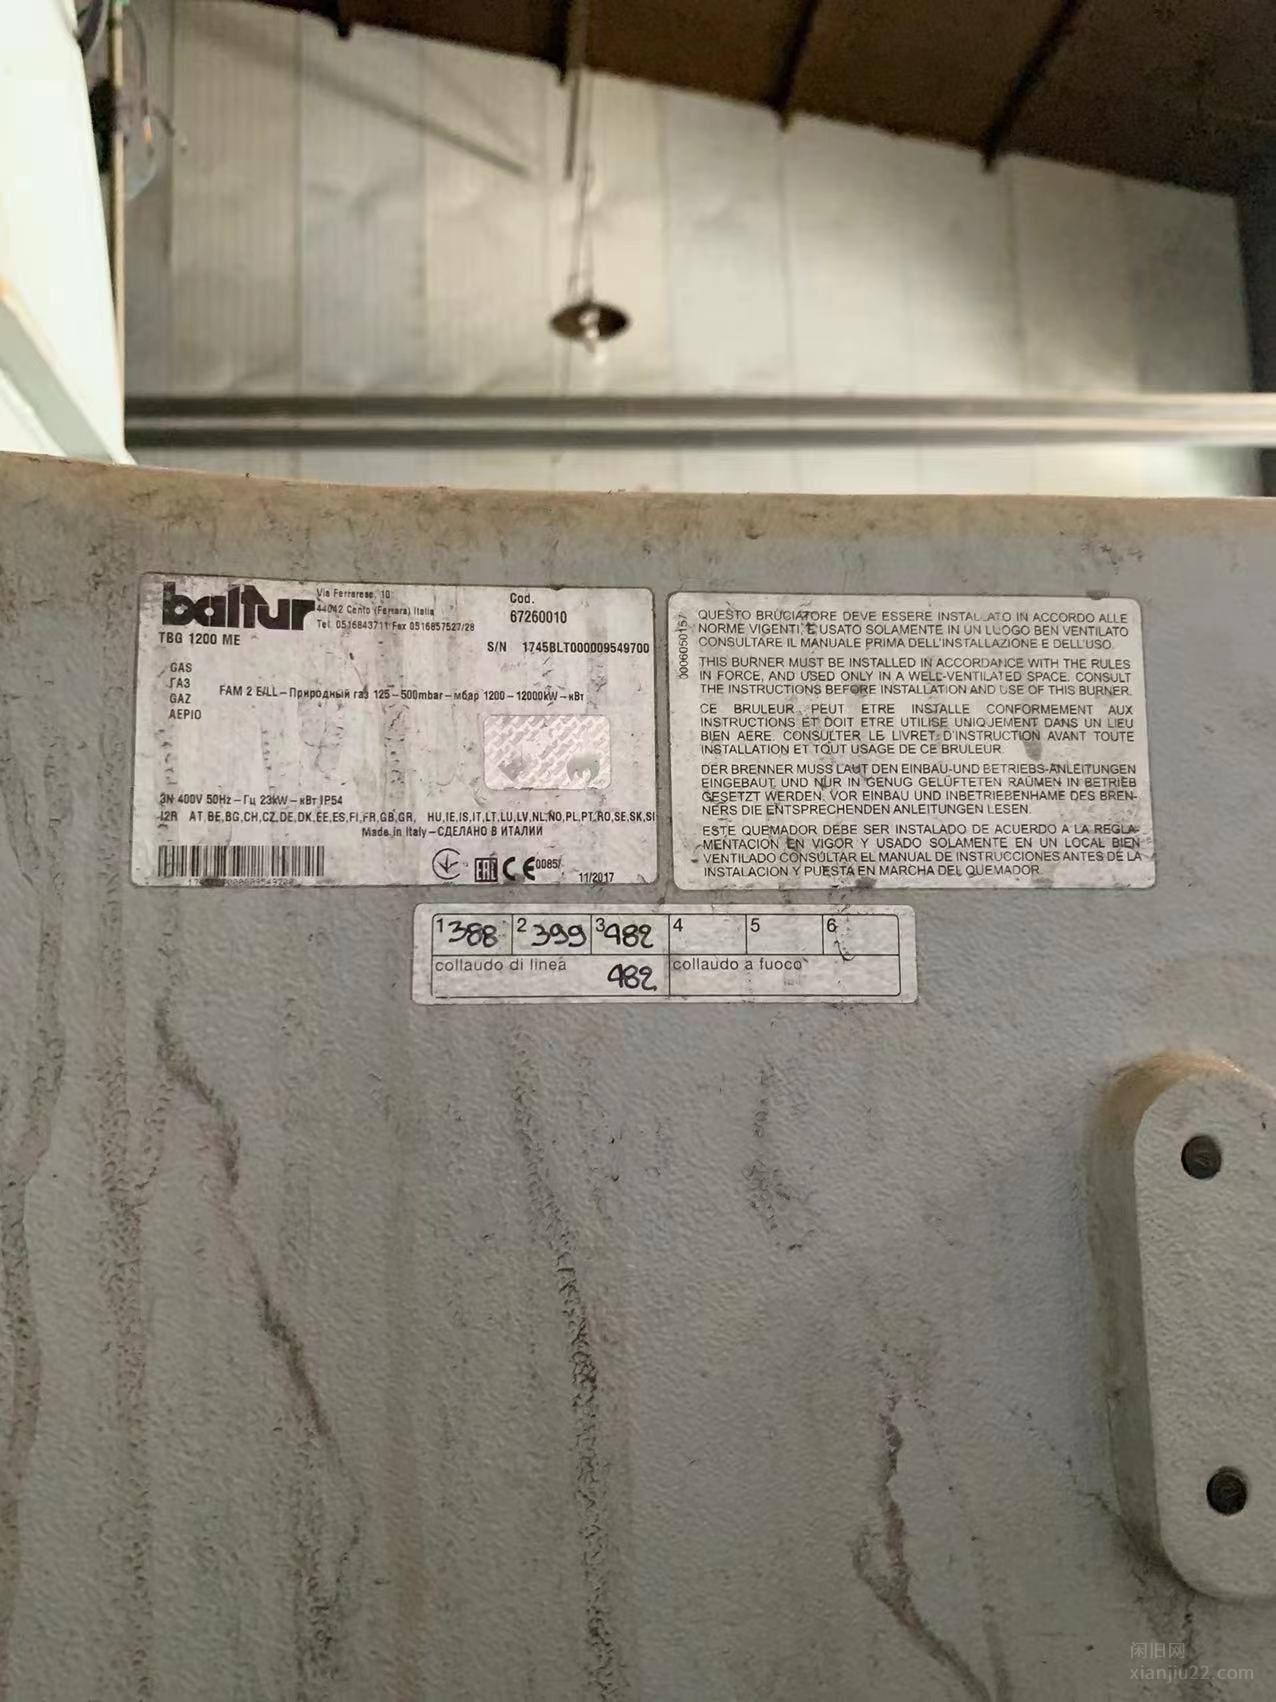 baltur
Via Ferrarese, 10
44042 Cento (Ferrara) Italia
Tel. 0516843711 Fax 0516857527/28
Cod.
67260010
TBG 1200 ME
S/N 1745BLT000009549700
GAS
ГАЗ
GAZ
ΑΕΡΙΟ
FAM 2 E/LL – Природный газ 125 – 500mbar – мбар 1200 – 12000kW – кВт
3N 400V 50Hz – Гц 23kW – кВт IP54
I2R AT,BE,BG,CH,CZ,DE,DK,EE,ES,FI,FR,GB,GR, HU,IE,IS,IT,LT,LU,LV,NL,NO,PL,PT,RO,SE,SK,SI
Made in Italy – СДЕЛАНО В ИТАЛИИ
EAC CE 0085/
11/2017
0006050157
QUESTO BRUCIATORE DEVE ESSERE INSTALLATO IN ACCORDO ALLE
NORME VIGENTI, E USATO SOLAMENTE IN UN LUOGO BEN VENTILATO
CONSULTARE IL MANUALE PRIMA DELL'INSTALLAZIONE E DELL'USO.
THIS BURNER MUST BE INSTALLED IN ACCORDANCE WITH THE RULES
IN FORCE, AND USED ONLY IN A WELL-VENTILATED SPACE. CONSULT
THE INSTRUCTIONS BEFORE INSTALLATION AND USE OF THIS BURNER.
CE BRULEUR PEUT ETRE INSTALLE CONFORMEMENT AUX
INSTRUCTIONS ET DOIT ETRE UTILISE UNIQUEMENT DANS UN LIEU
BIEN AERE. CONSULTER LE LIVRET D'INSTRUCTION AVANT TOUTE
INSTALLATION ET TOUT USAGE DE CE BRULEUR.
DER BRENNER MUSS LAUT DEN EINBAU-UND BETRIEBS-ANLEITUNGEN
EINGEBAUT UND NUR IN GENUG GELÜFTETEN RAUMEN IN BETRIEB
GESETZT WERDEN. VOR EINBAU UND INBETRIEBENHAME DES BREN-
NERS DIE ENTSPRECHENDEN ANLEITUNGEN LESEN.
ESTE QUEMADOR DEBE SER INSTALADO DE ACUERDO A LA REGLA-
MENTACION EN VIGOR Y USADO SOLAMENTE EN UN LOCAL BIEN
VENTILADO CONSULTAR EL MANUAL DE INSTRUCCIONES ANTES DE LA
INSTALACION Y PUESTA EN MARCHA DEL QUEMADOR
1 388 2 399 3 482 4 5 6
collaudo di linea 482 collaudo a fuoco
闲旧网
xianjiu22.com